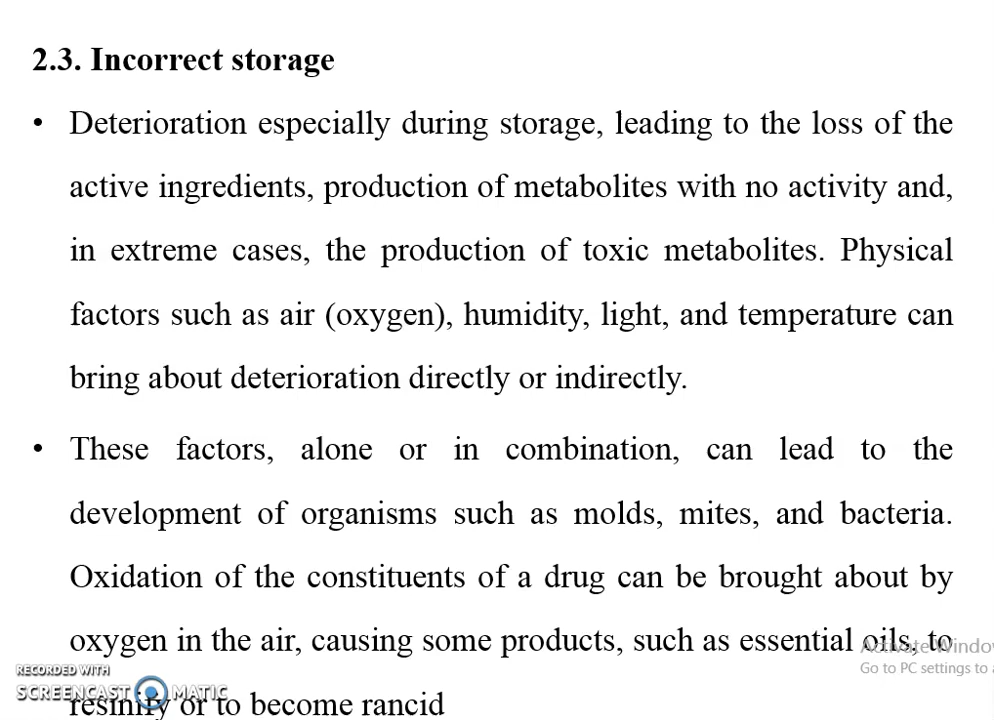 2.3. Incorrect storage
• Deterioration especially during storage, leading to the loss of the
active ingredients, production of metabolites with no activity and,
in extreme cases, the production of toxic metabolites. Physical
factors such as air (oxygen), humidity, light, and temperature can
bring about deterioration directly or indirectly.
• These factors, alone or in combination, can lead to the
development of organisms such as molds, mites, and bacteria.
Oxidation of the constituents of a drug can be brought about by
oxygen in the air, causing some products, such as essential oils, to
Activate Windo
Go to PC settings to a
RECORDED WITH
SCREENCAST MATIC
resinify or to become rancid